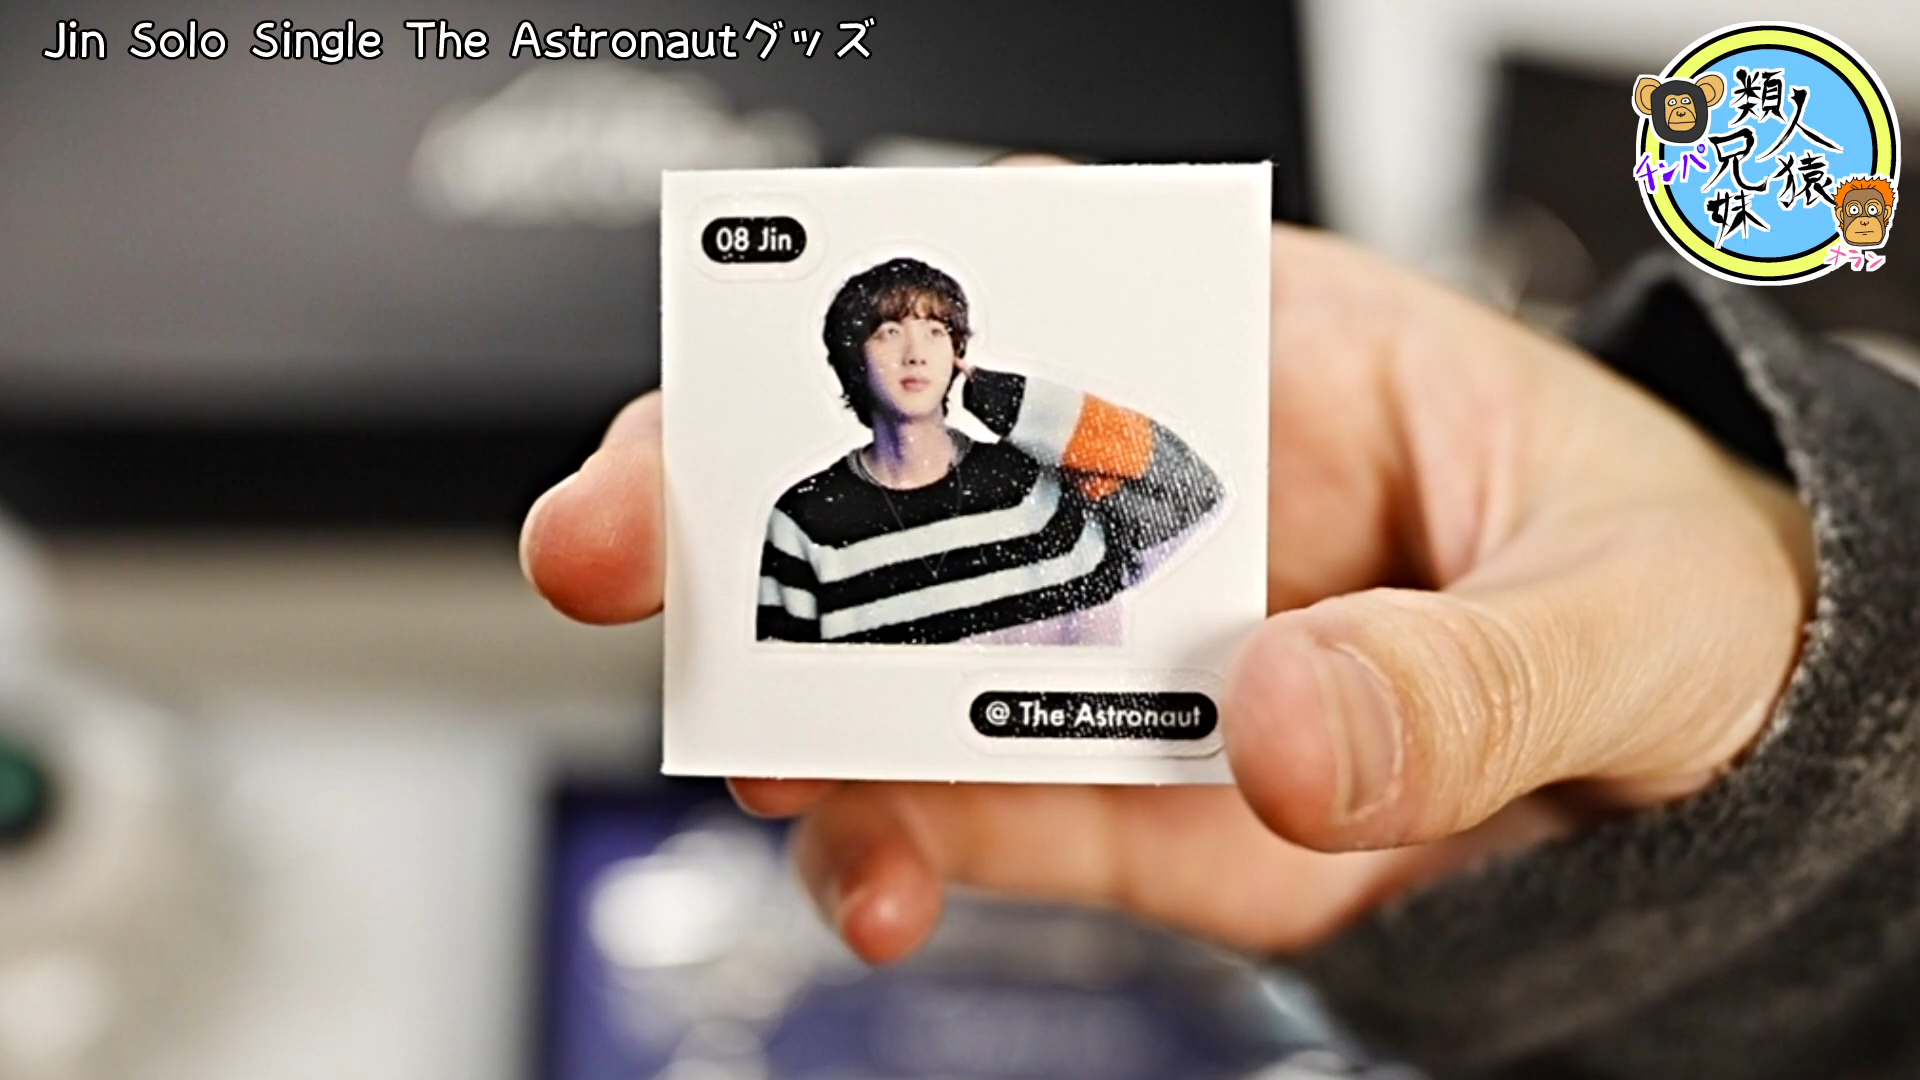 Jin Solo Single The Astronautグッズ
類人猿
兄妹
チンパ
オラン
08 Jin
@ The Astronaut